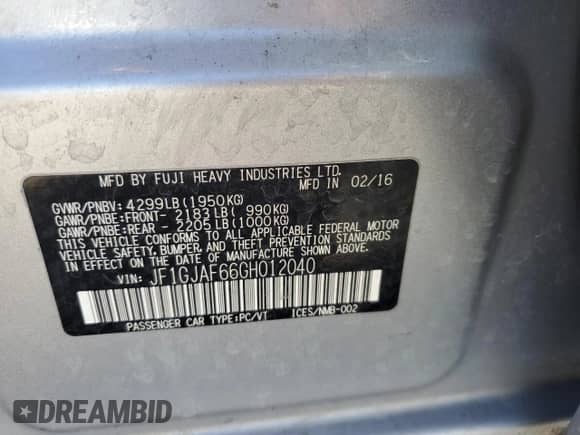 MFD BY FUJI HEAVY INDUSTRIES LTD.
MFD IN 02/16
GVWR/PNBV: 4299LB(1950KG)
GAWR/PNBE:FRONT- 2183LB( 990KG)
GAWR/PNBE:REAR - 2205LB(1000KG)
THIS VEHICLE CONFORMS TO ALL APPLICABLE FEDERAL MOTOR
VEHICLE SAFETY,BUMPER,AND THEFT PREVENTION STANDARDS
IN EFFECT ON THE DATE OF MANUFACTURE SHOWN ABOVE.
VIN: JF1GJAF66GH012040
PASSENGER CAR TYPE:PC/VT ICES/NMB-002
DREAMBID